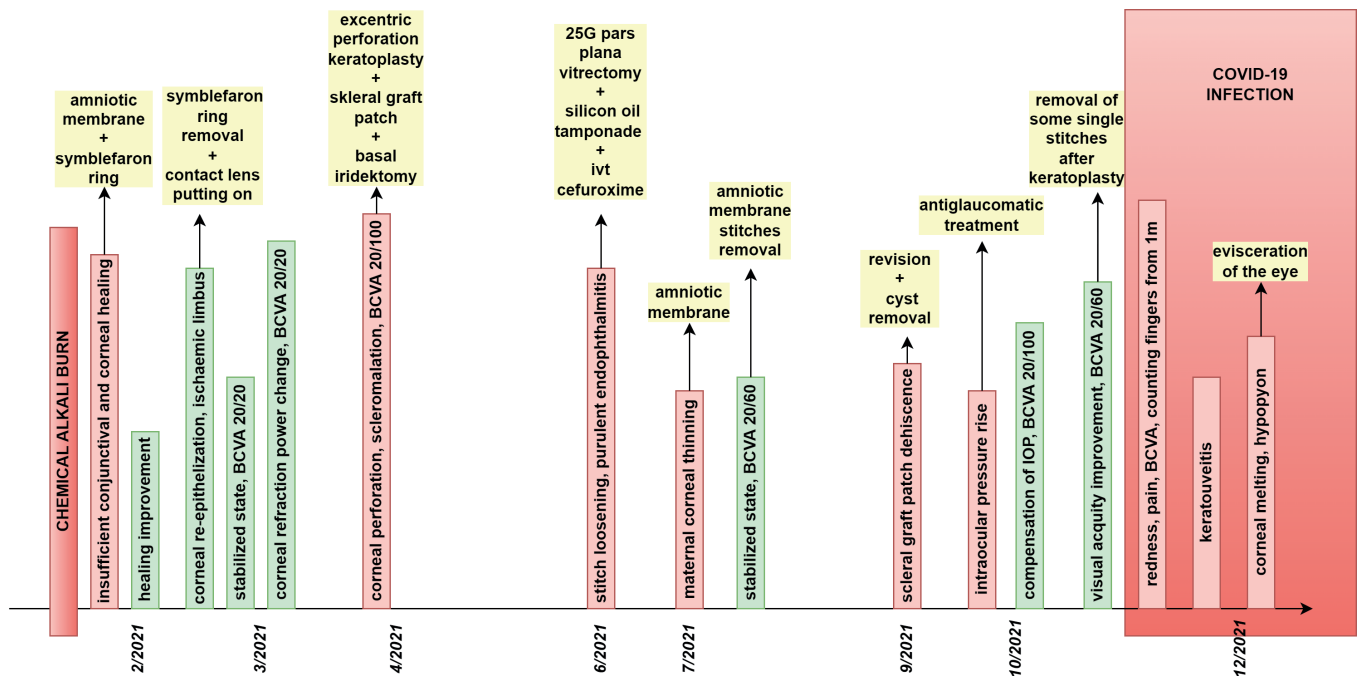 CHEMICAL ALKALI BURN
amniotic
membrane
+
symblefaron
ring
insufficient conjunctival and corneal healing
healing improvement
2/2021
symblefaron
ring
removal
+
contact lens
putting on
corneal re-epithelization, ischaemic limbus
stabilized state, BCVA 20/20
corneal refraction power change, BCVA 20/20
3/2021
excentric
perforation
keratoplasty
+
skleral graft
patch
+
basal
iridektomy
corneal perforation, scleromalation, BCVA 20/100
4/2021
25G pars
plana
vitrectomy
+
silicon oil
tamponade
+
ivt
cefuroxime
stitch loosening, purulent endophthalmitis
6/2021
amniotic
membrane
maternal corneal thinning
7/2021
amniotic
membrane
stitches
removal
stabilized state, BCVA 20/60
revision
+
cyst
removal
scleral graft patch dehiscence
9/2021
antiglaucomatic
treatment
intraocular pressure rise
compensation of IOP, BCVA 20/100
10/2021
removal of
some single
stitches
after
keratoplasty
visual acquity improvement, BCVA 20/60
COVID-19
INFECTION
redness, pain, BCVA, counting fingers from 1m
keratouveitis
evisceration
of the eye
corneal melting, hypopyon
12/2021